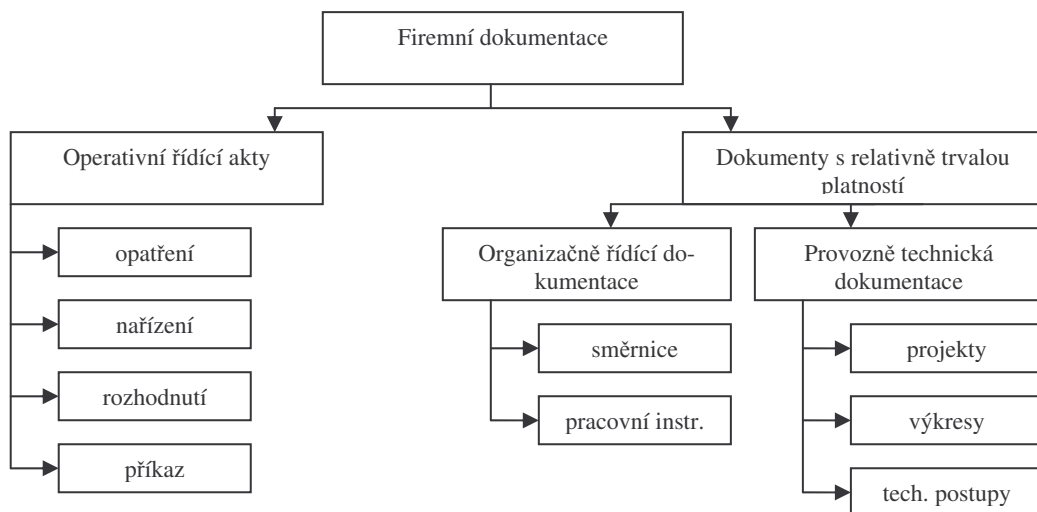 Firemní dokumentace
Operativní řídící akty
Dokumenty s relativně trvalou
platností
opatření
nařízení
rozhodnutí
příkaz
Organizačně řídící do-
kumentace
směrnice
pracovní instr.
Provozně technická
dokumentace
projekty
výkresy
tech. postupy